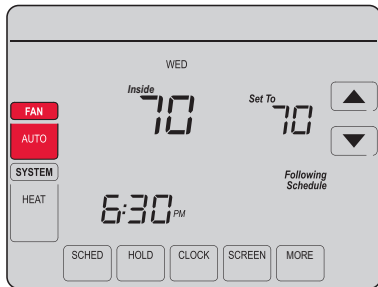 WED
Inside
70
Set To
70
FAN
AUTO
SYSTEM
HEAT
Following
Schedule
6:30 PM
SCHED HOLD CLOCK SCREEN MORE